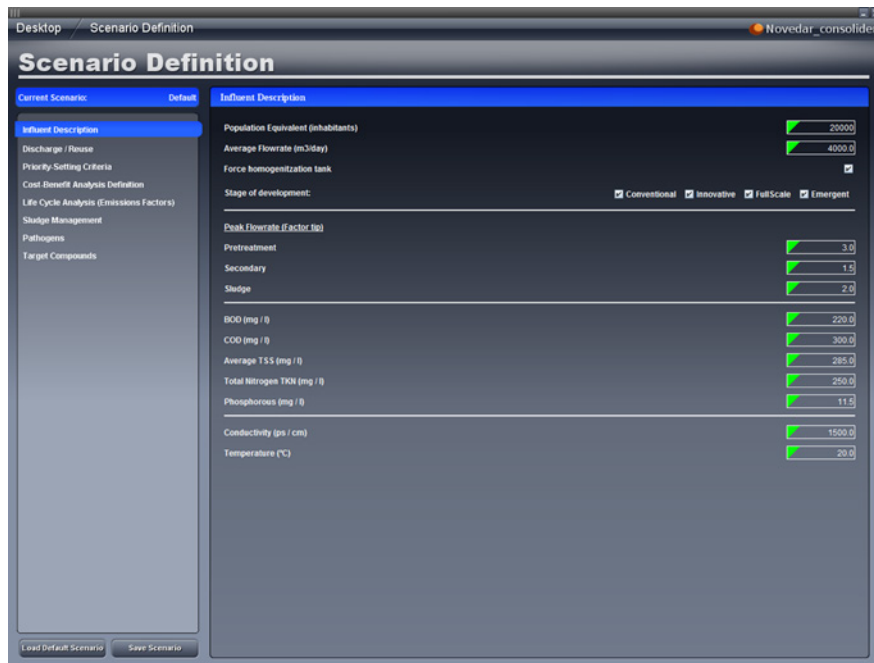 Desktop / Scenario Definition
Novedar_consolide
Scenario Definition
Current Scenario: Default
Influent Description
Discharge / Reuse
Priority-Setting Criteria
Cost-Benefit Analysis Definition
Life Cycle Analysis (Emissions Factors)
Sludge Management
Pathogens
Target Compounds
Load Default Scenario Save Scenario
Influent Description
Population Equivalent (inhabitants) 20000
Average Flowrate (m3/day) 4000.0
Force homogenitzation tank
Stage of development: Conventional Innovative FullScale Emergent
Peak Flowrate (Factor tip)
Pretreatment 3.0
Secondary 1.5
Sludge 2.0
BOD (mg / l) 220.0
COD (mg / l) 300.0
Average TSS (mg / l) 285.0
Total Nitrogen TKN (mg / l) 250.0
Phosphorous (mg / l) 11.5
Conductivity (ps / cm) 1500.0
Temperature (ºC) 20.0